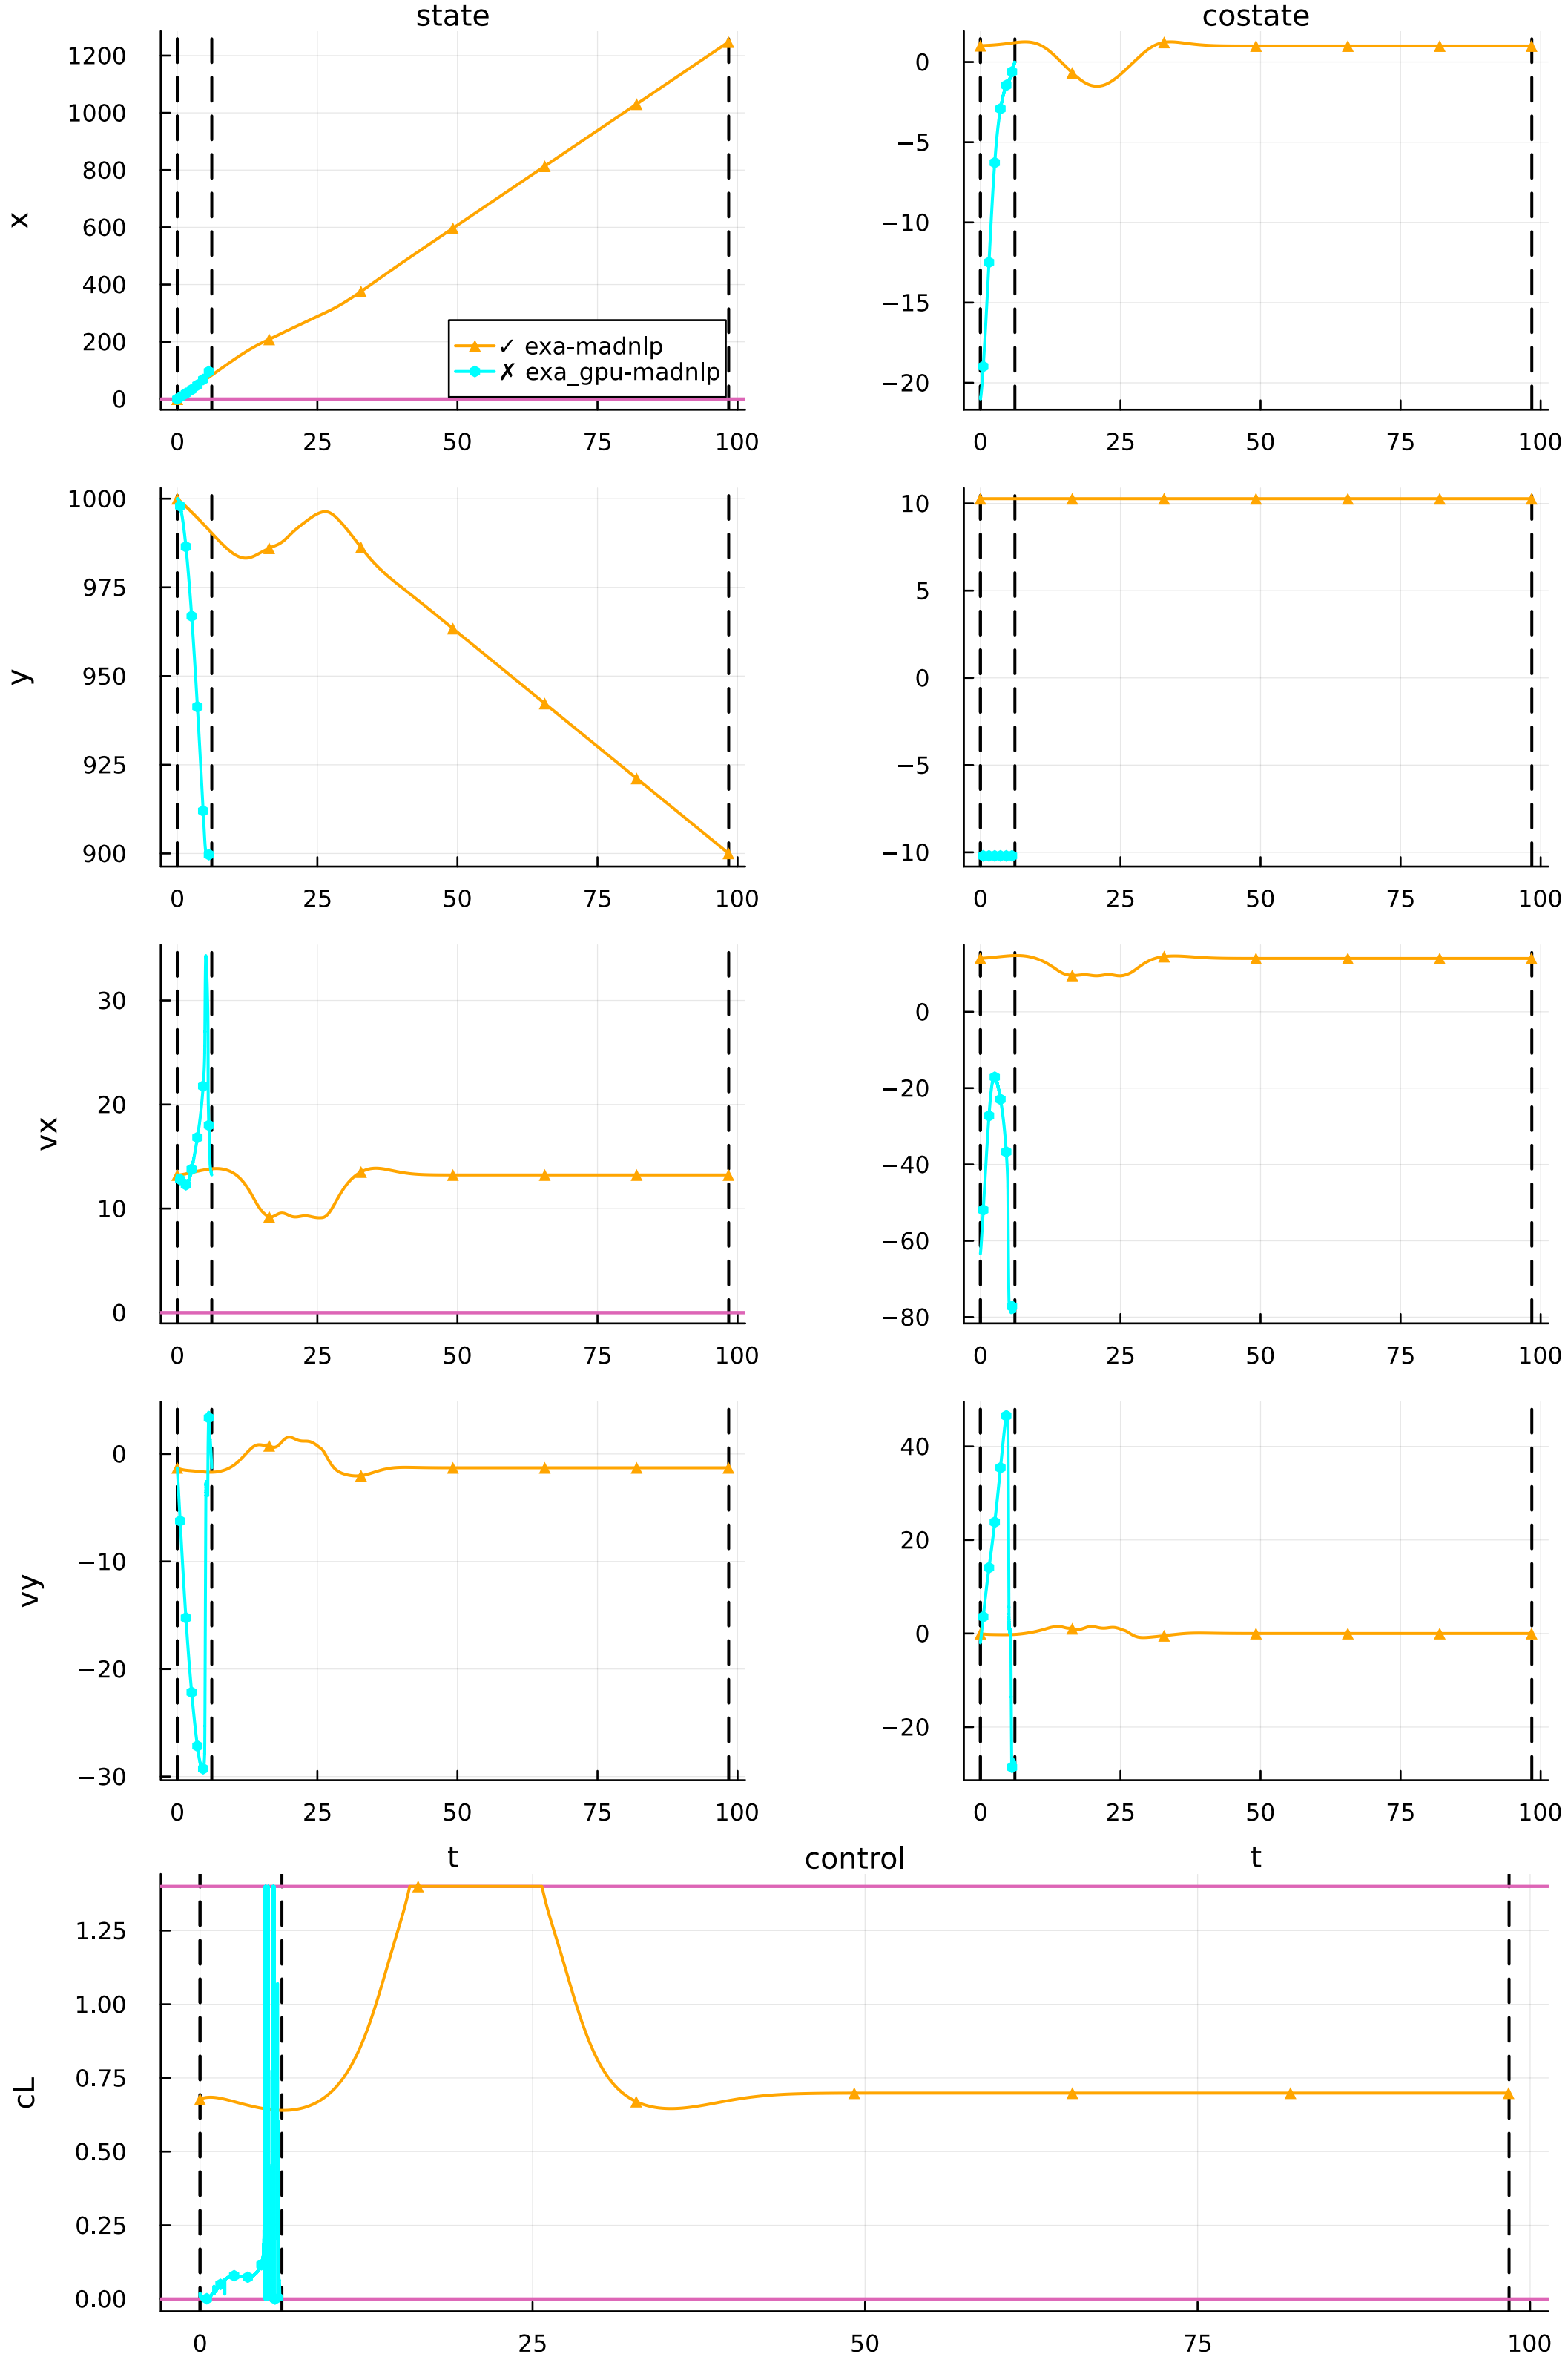 state
costate
x
1200
1000
800
600
400
200
0
✓ exa-madnlp
✗ exa_gpu-madnlp
0 25 50 75 100
0
−5
−10
−15
−20
0 25 50 75 100
y
1000
975
950
925
900
0 25 50 75 100
10
5
0
−5
−10
0 25 50 75 100
vx
30
20
10
0
0 25 50 75 100
0
−20
−40
−60
−80
0 25 50 75 100
vy
0
−10
−20
−30
0 25 50 75 100
t
40
20
0
−20
0 25 50 75 100
t
control
cL
1.25
1.00
0.75
0.50
0.25
0.00
0 25 50 75 100